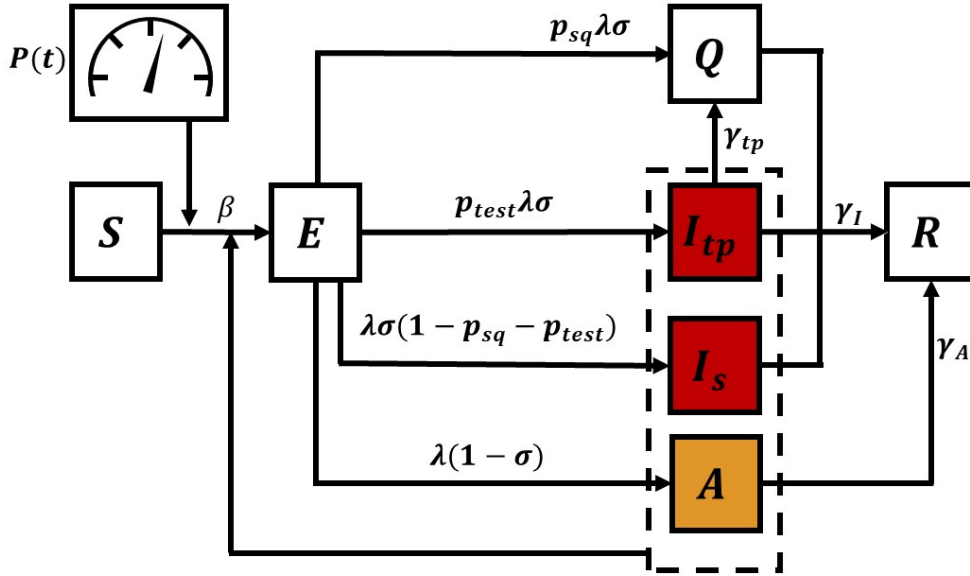 p_sq λσ
P(t)
Q
γ_tp
S
β
E
p_test λσ
I_tp
γ_I
R
λσ(1 − p_sq − p_test)
I_s
γ_A
λ(1 − σ)
A